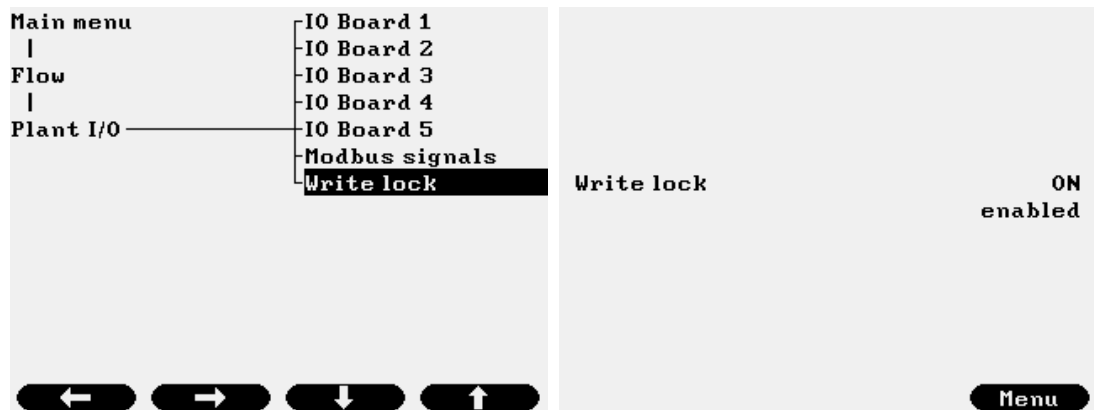 Main menu
Flow
Plant I/O
IO Board 1
IO Board 2
IO Board 3
IO Board 4
IO Board 5
Modbus signals
Write lock
Write lock ON
enabled
Menu